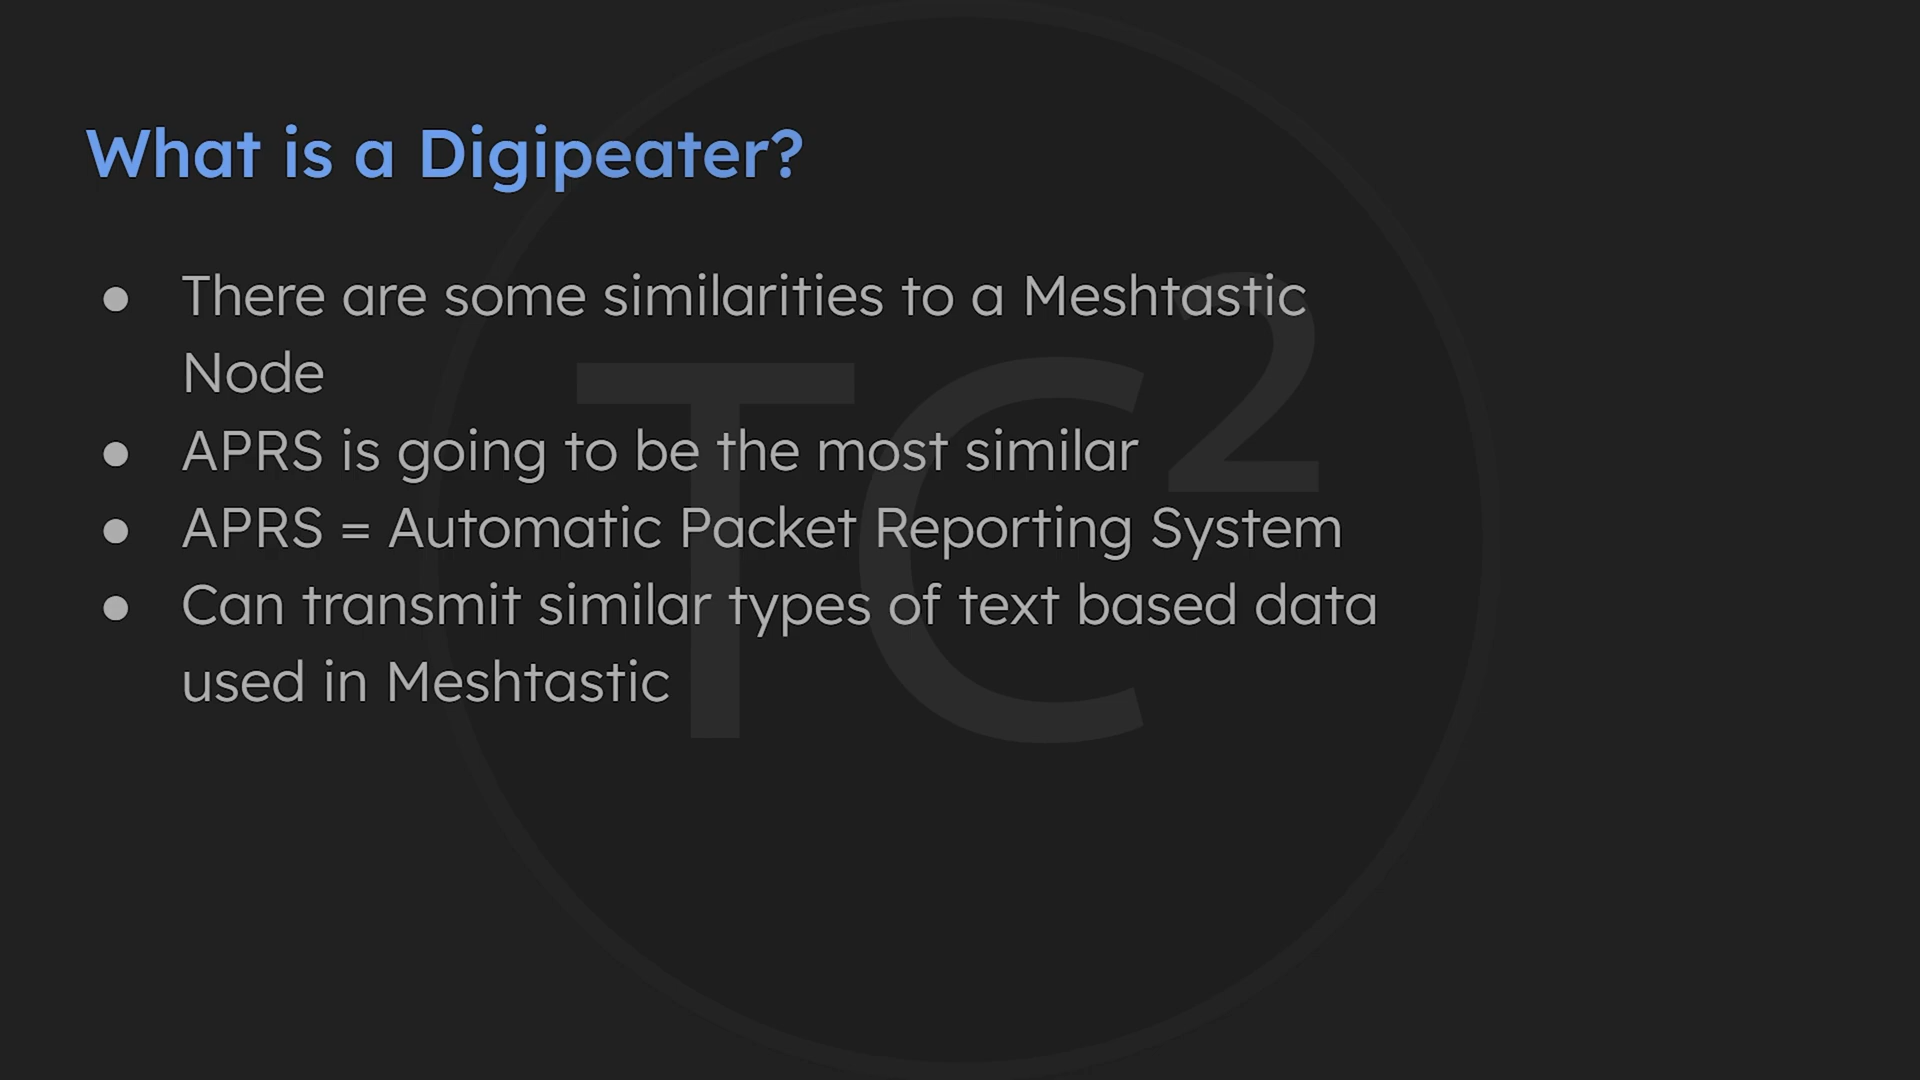 What is a Digipeater?
● There are some similarities to a Meshtastic
Node
● APRS is going to be the most similar
● APRS = Automatic Packet Reporting System
● Can transmit similar types of text based data
used in Meshtastic
TC²